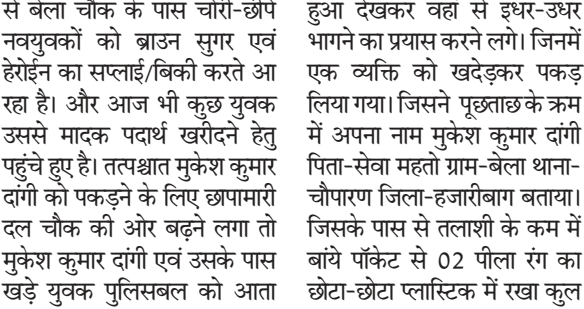 से बेला चौक के पास चोरी-छीपे
नवयुवकों को ब्राउन सुगर एवं
हेरोईन का सप्लाई/बिकी करते आ
रहा है। और आज भी कुछ युवक
उससे मादक पदार्थ खरीदने हेतु
पहुंचे हुए है। तत्पश्चात मुकेश कुमार
दांगी को पकड़ने के लिए छापामारी
दल चौक की ओर बढ़ने लगा तो
मुकेश कुमार दांगी एवं उसके पास
खड़े युवक पुलिसबल को आता
हुआ देखकर वहां से इधर-उधर
भागने का प्रयास करने लगे। जिनमें
एक व्यक्ति को खदेड़कर पकड़
लिया गया। जिसने पूछताछ के क्रम
में अपना नाम मुकेश कुमार दांगी
पिता-सेवा महतो ग्राम-बेला थाना-
चौपारण जिला-हजारीबाग बताया।
जिसके पास से तलाशी के कम में
बांये पॉकेट से 02 पीला रंग का
छोटा-छोटा प्लास्टिक में रखा कुल